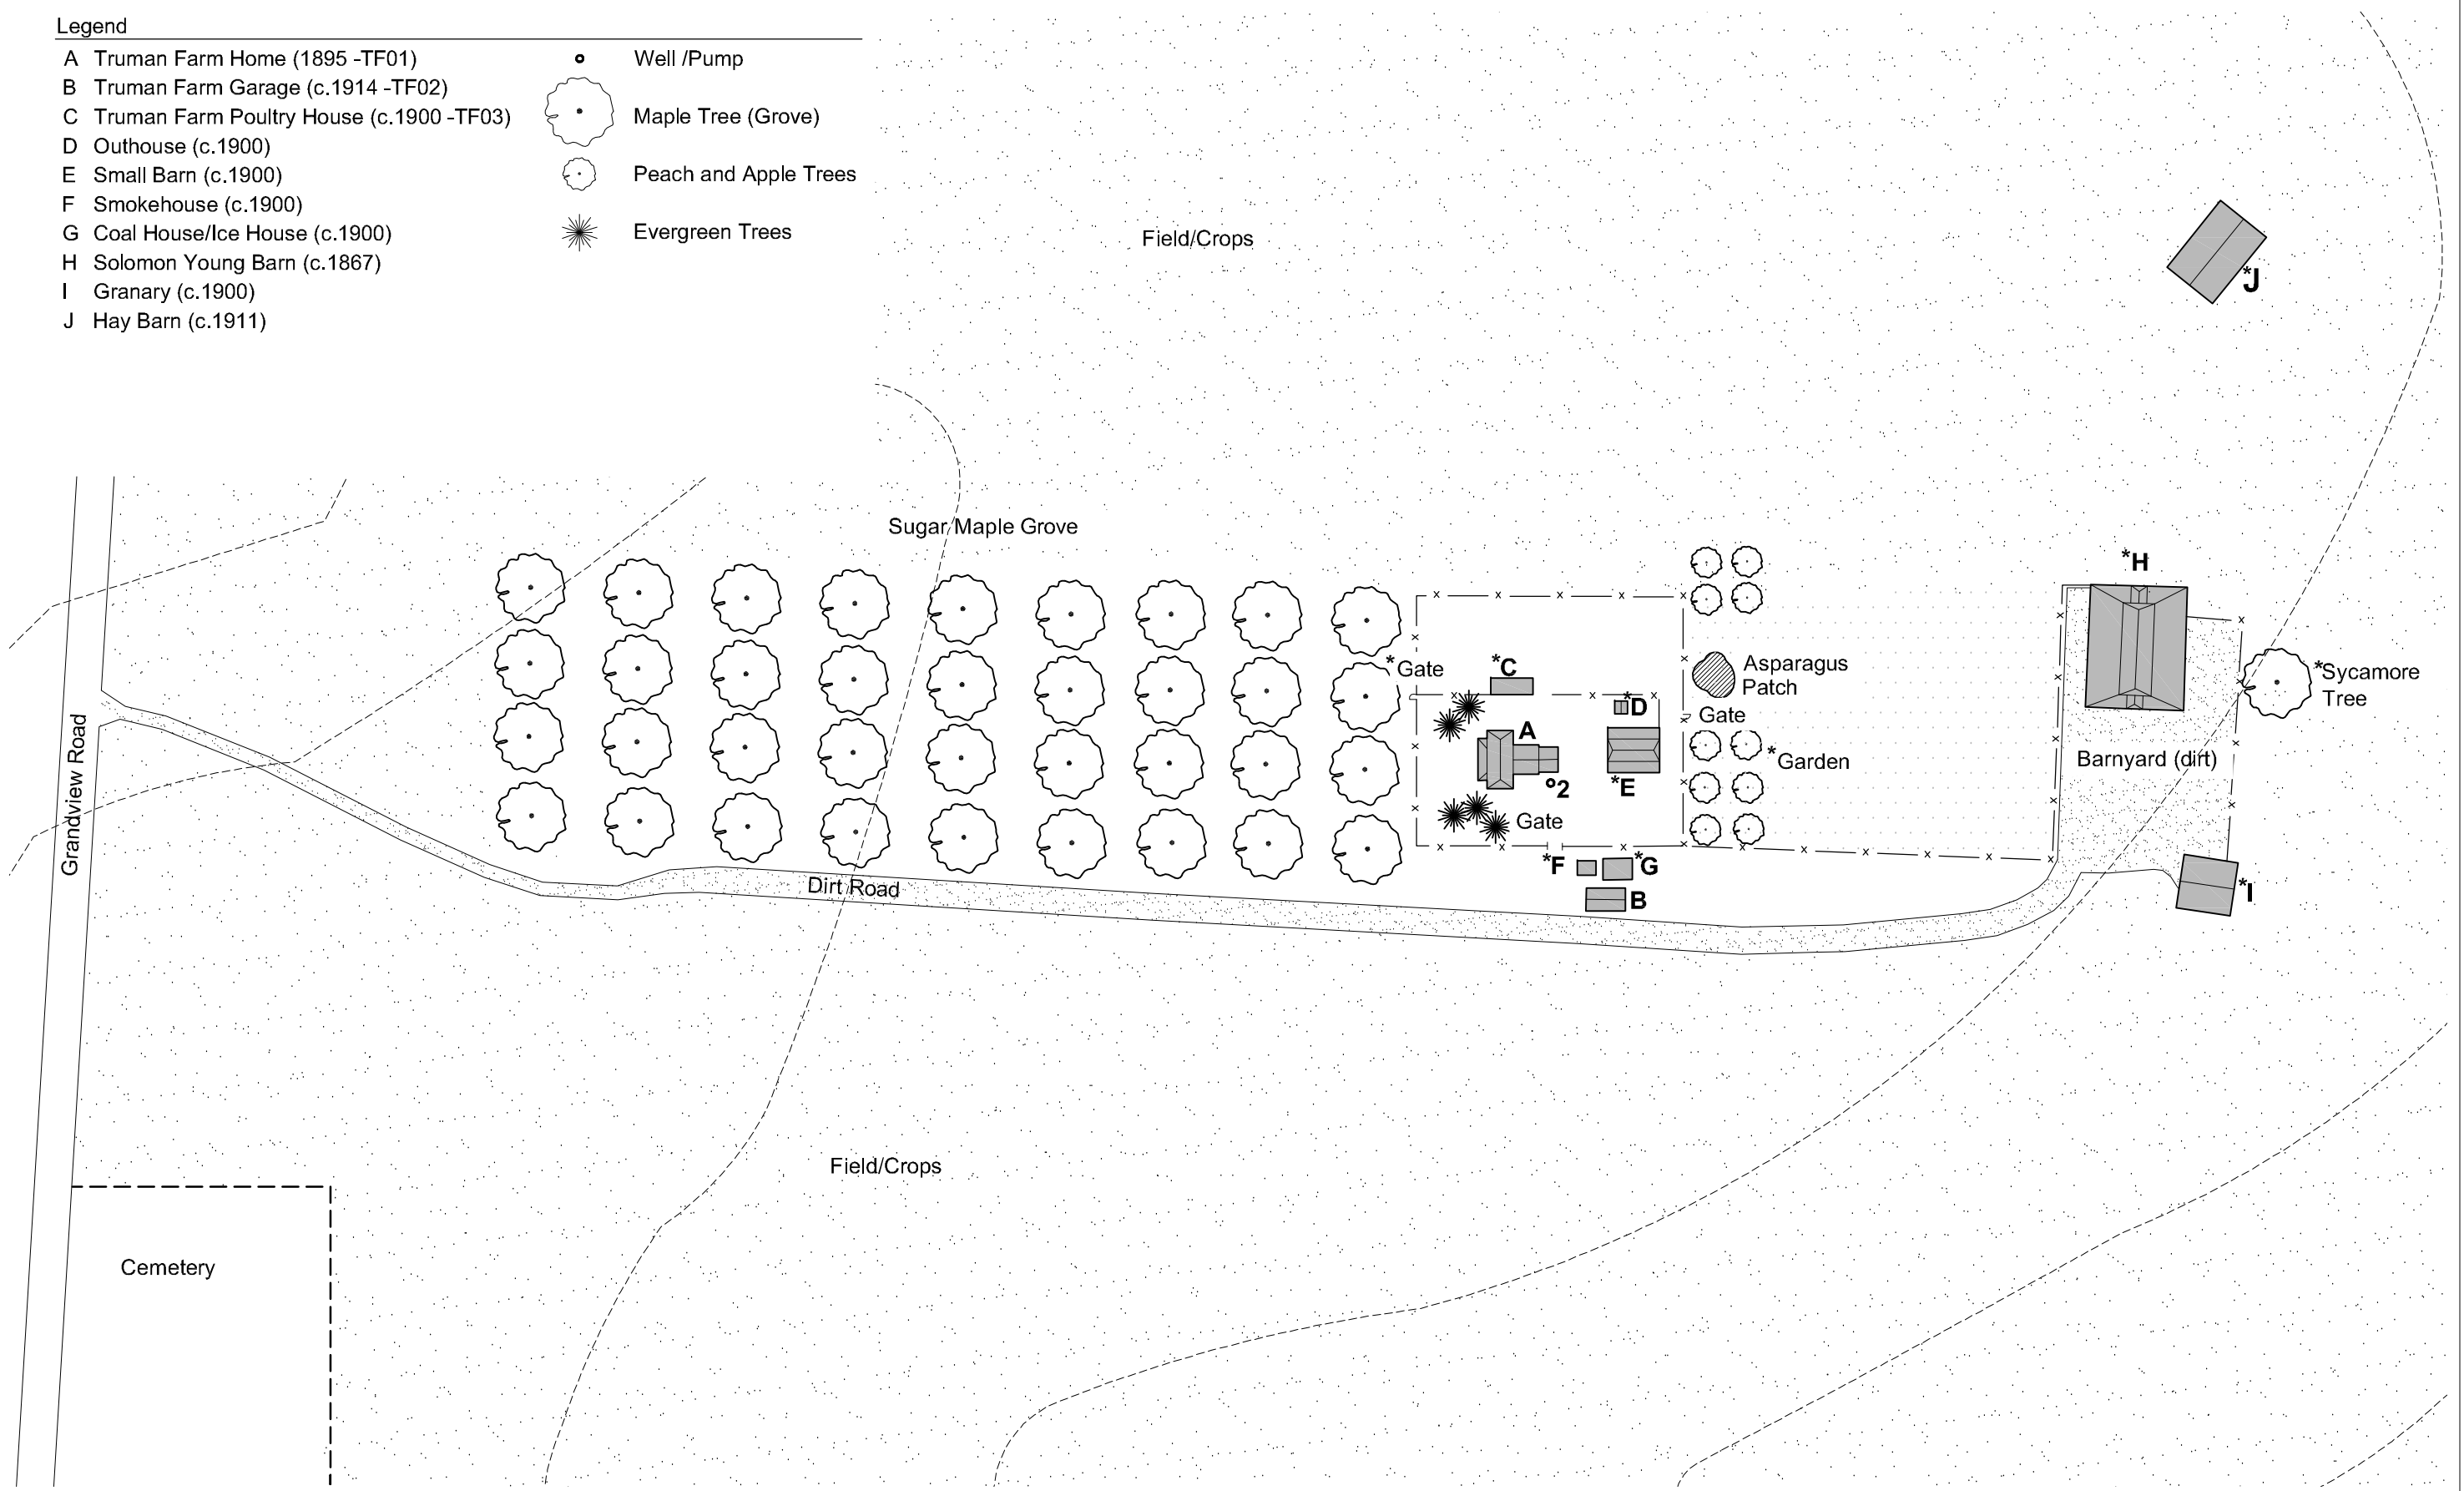 Legend
A Truman Farm Home (1895 -TF01)
B Truman Farm Garage (c.1914 -TF02)
C Truman Farm Poultry House (c.1900 -TF03)
D Outhouse (c.1900)
E Small Barn (c.1900)
F Smokehouse (c.1900)
G Coal House/Ice House (c.1900)
H Solomon Young Barn (c.1867)
I Granary (c.1900)
J Hay Barn (c.1911)
Well /Pump
Maple Tree (Grove)
Peach and Apple Trees
Evergreen Trees
Field/Crops
*J
Sugar Maple Grove
*H
*Gate
*C
Asparagus
Patch
*Sycamore
Tree
*D
Gate
A
*Garden
Barnyard (dirt)
2
*E
Gate
Grandview Road
*F
*G
Dirt Road
B
*I
Field/Crops
Cemetery